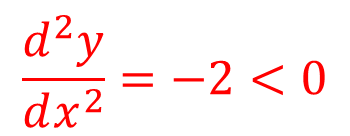 d²y/dx² = −2 < 0